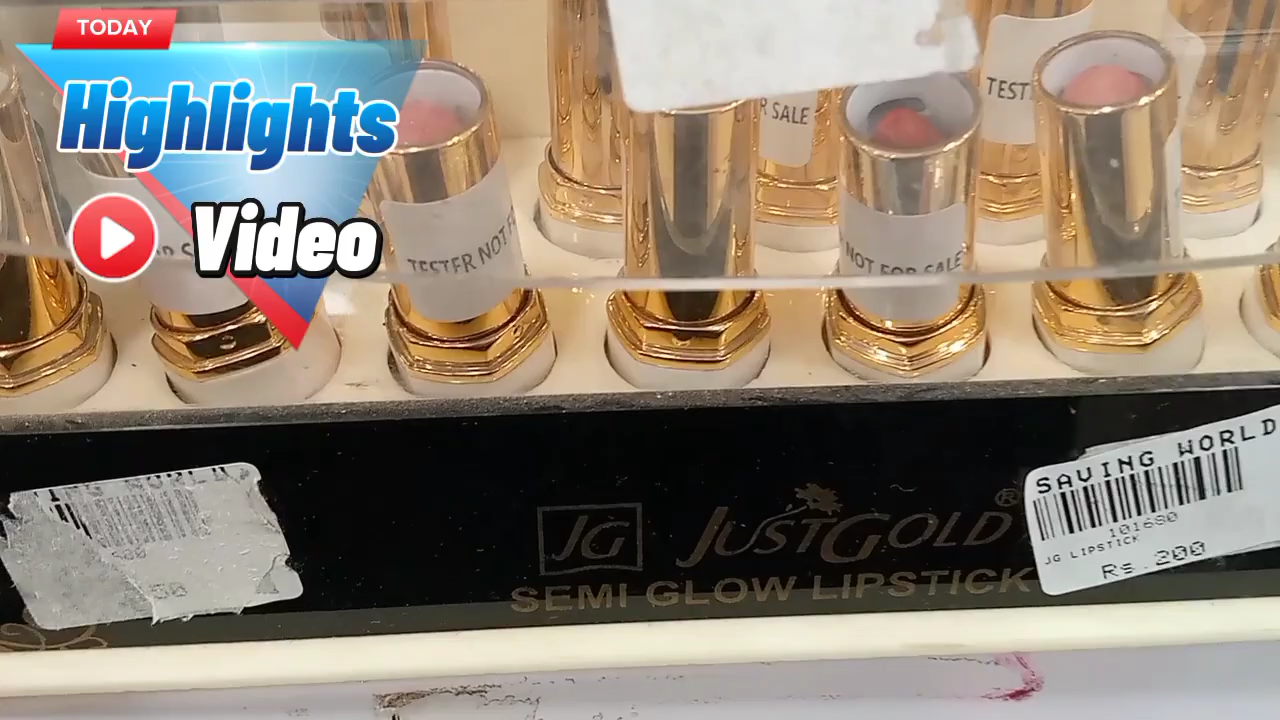 TODAY
Highlights
Video
TESTER NOT
R SALE
TEST
NOT FOR SALE
SAVING WORLD
101680
JG LIPSTICK
Rs. 200
50
JG JUSTGOLD®
SEMI GLOW LIPSTICK